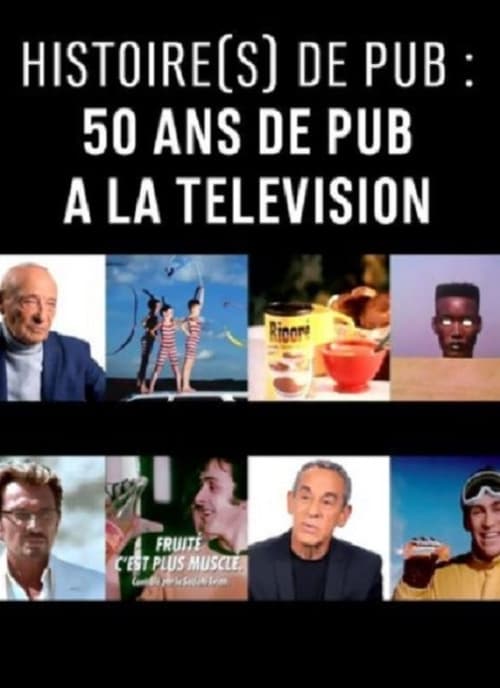 HISTOIRE(S) DE PUB :
50 ANS DE PUB
A LA TELEVISION
Ricoré
FRUITÉ
C'EST PLUS MUSCLÉ.